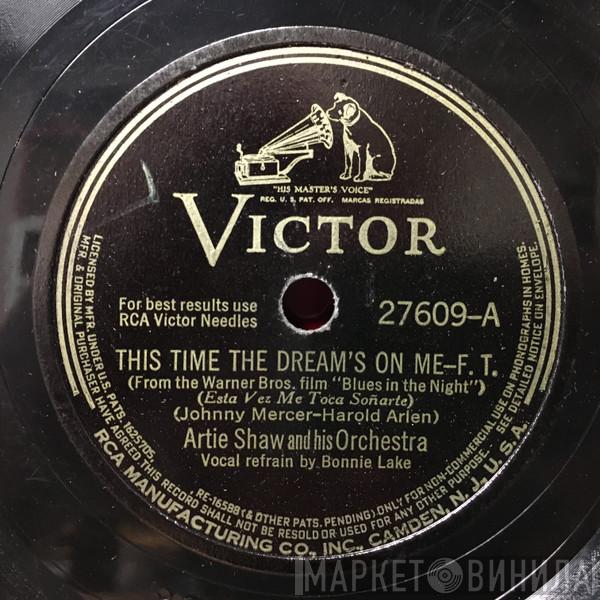 "HIS MASTER'S VOICE"
REG. U. S. PAT. OFF. MARCAS REGISTRADAS
VICTOR
For best results use
RCA Victor Needles
27609-A
THIS TIME THE DREAM'S ON ME—F. T.
(From the Warner Bros. film "Blues in the Night")
(Esta Vez Me Toca Soñarte)
(Johnny Mercer-Harold Arlen)
Artie Shaw and his Orchestra
Vocal refrain by Bonnie Lake
LICENSED BY MFR. UNDER U.S. PATS. 1625705,
RE-16588 (& OTHER PATS. PENDING) ONLY FOR NON-COMMERCIAL USE ON PHONOGRAPHS IN HOMES.
MFR. & ORIGINAL PURCHASER HAVE AGREED THIS RECORD SHALL NOT BE RESOLD OR USED FOR ANY OTHER PURPOSE. SEE DETAILED NOTICE ON ENVELOPE.
RCA MANUFACTURING CO., INC., CAMDEN, N. J., U. S. A.
МАРКЕТ ВИНИЛА